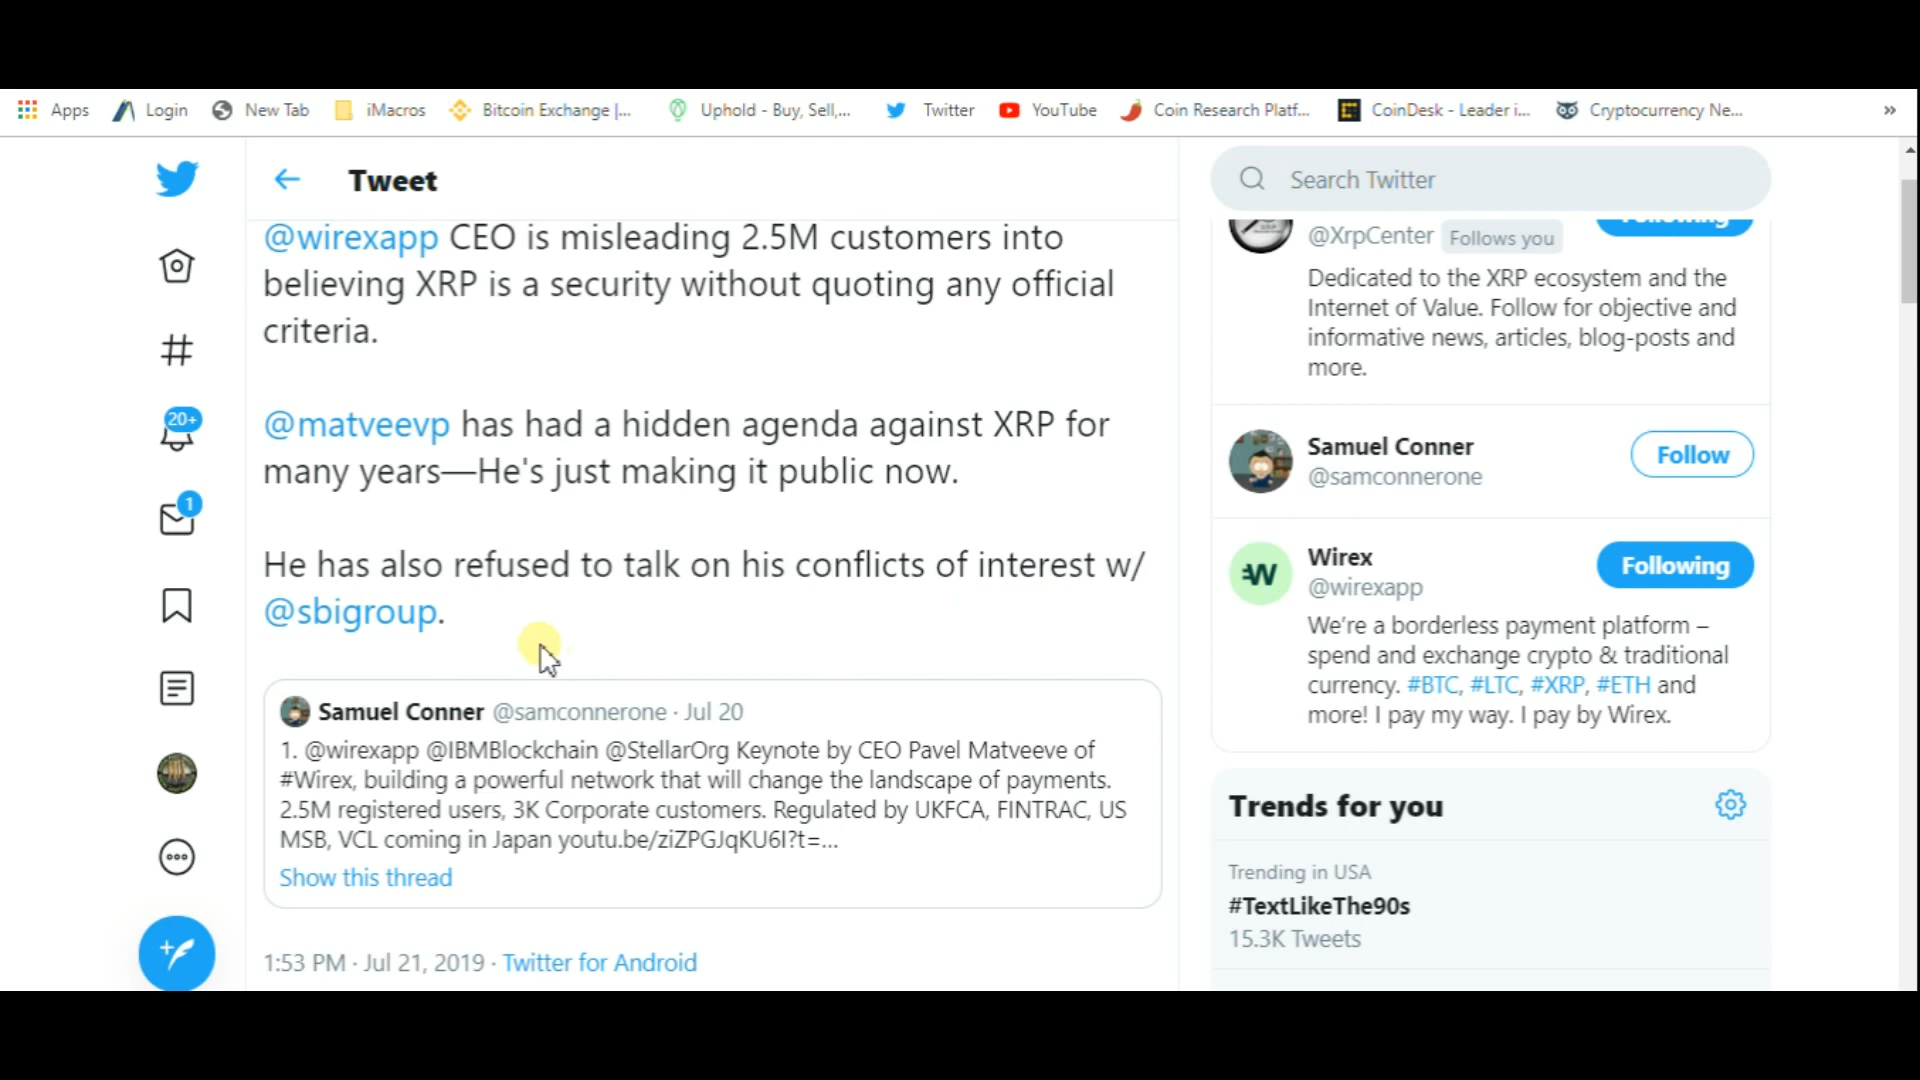 Apps Login New Tab iMacros Bitcoin Exchange |... Uphold - Buy, Sell,... Twitter YouTube Coin Research Platf... CoinDesk - Leader i... Cryptocurrency Ne... »
Tweet
@wirexapp CEO is misleading 2.5M customers into
believing XRP is a security without quoting any official
criteria.
@matveevp has had a hidden agenda against XRP for
many years—He's just making it public now.
He has also refused to talk on his conflicts of interest w/
@sbigroup.
Samuel Conner @samconnerone · Jul 20
1. @wirexapp @IBMBlockchain @StellarOrg Keynote by CEO Pavel Matveeve of
#Wirex, building a powerful network that will change the landscape of payments.
2.5M registered users, 3K Corporate customers. Regulated by UKFCA, FINTRAC, US
MSB, VCL coming in Japan youtu.be/ziZPGJqKU6I?t=...
Show this thread
1:53 PM · Jul 21, 2019 · Twitter for Android
20+
1
Search Twitter
Following
@XrpCenter Follows you
Dedicated to the XRP ecosystem and the
Internet of Value. Follow for objective and
informative news, articles, blog-posts and
more.
Samuel Conner
@samconnerone
Follow
Wirex
@wirexapp
Following
We're a borderless payment platform –
spend and exchange crypto & traditional
currency. #BTC, #LTC, #XRP, #ETH and
more! I pay my way. I pay by Wirex.
Trends for you
Trending in USA
#TextLikeThe90s
15.3K Tweets